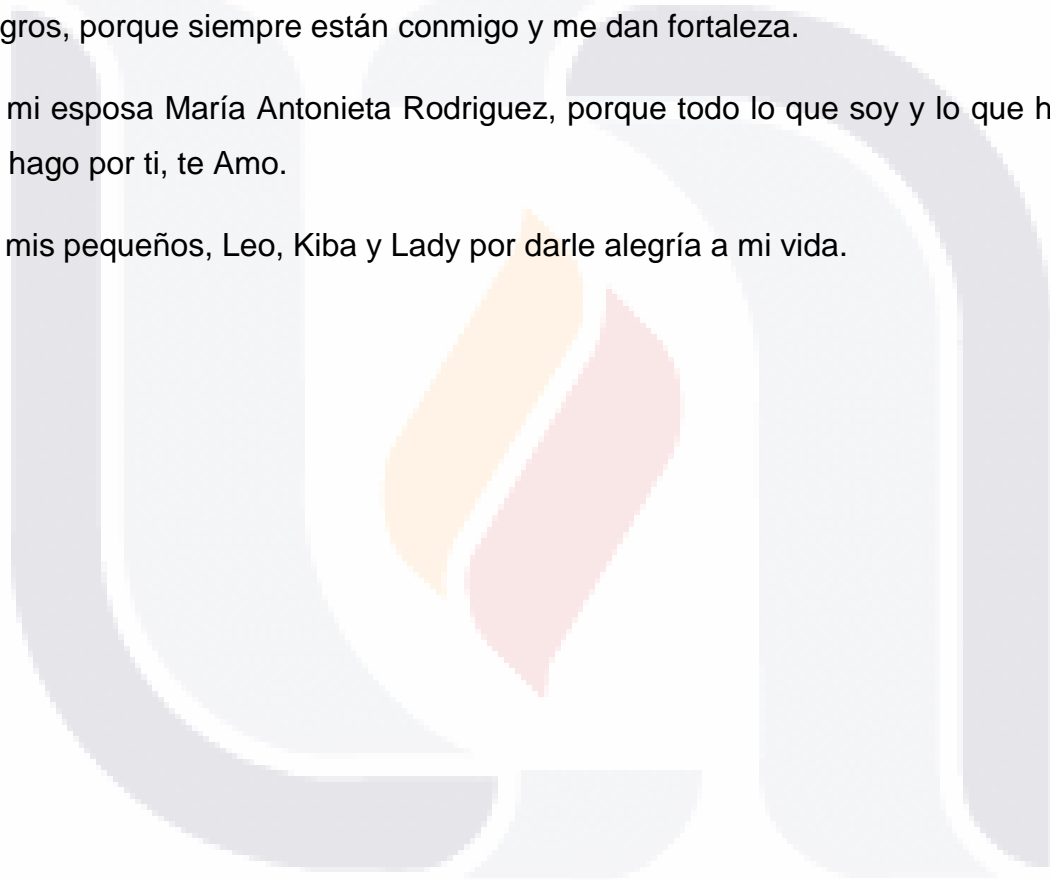 gros, porque siempre están conmigo y me dan fortaleza.
mi esposa María Antonieta Rodriguez, porque todo lo que soy y lo que h
hago por ti, te Amo.
mis pequeños, Leo, Kiba y Lady por darle alegría a mi vida.